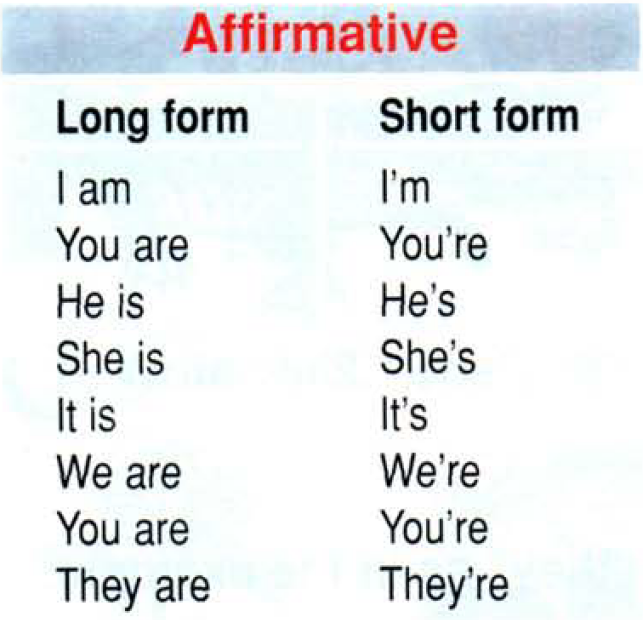 Affirmative
Long form Short form
I am I'm
You are You're
He is He's
She is She's
It is It's
We are We're
You are You're
They are They're